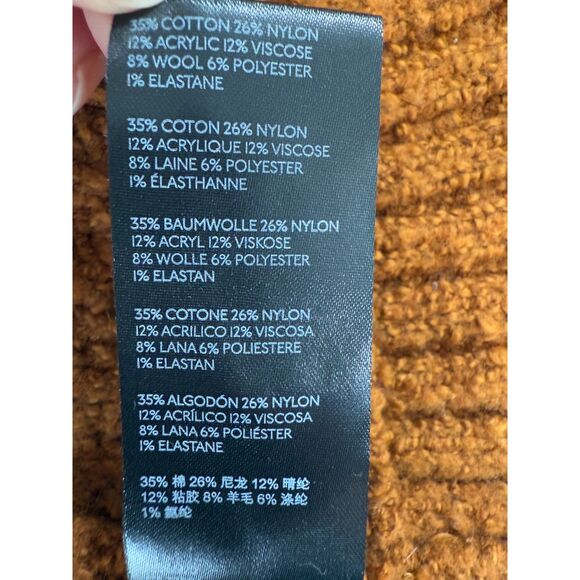 35% COTTON 26% NYLON
12% ACRYLIC 12% VISCOSE
8% WOOL 6% POLYESTER
1% ELASTANE
35% COTON 26% NYLON
12% ACRYLIQUE 12% VISCOSE
8% LAINE 6% POLYESTER
1% ÉLASTHANNE
35% BAUMWOLLE 26% NYLON
12% ACRYL 12% VISKOSE
8% WOLLE 6% POLYESTER
1% ELASTAN
35% COTONE 26% NYLON
12% ACRILICO 12% VISCOSA
8% LANA 6% POLIESTERE
1% ELASTAN
35% ALGODÓN 26% NYLON
12% ACRÍLICO 12% VISCOSA
8% LANA 6% POLIÉSTER
1% ELASTANE
35% 棉 26% 尼龙 12% 晴纶
12% 粘胶 8% 羊毛 6% 涤纶
1% 氨纶